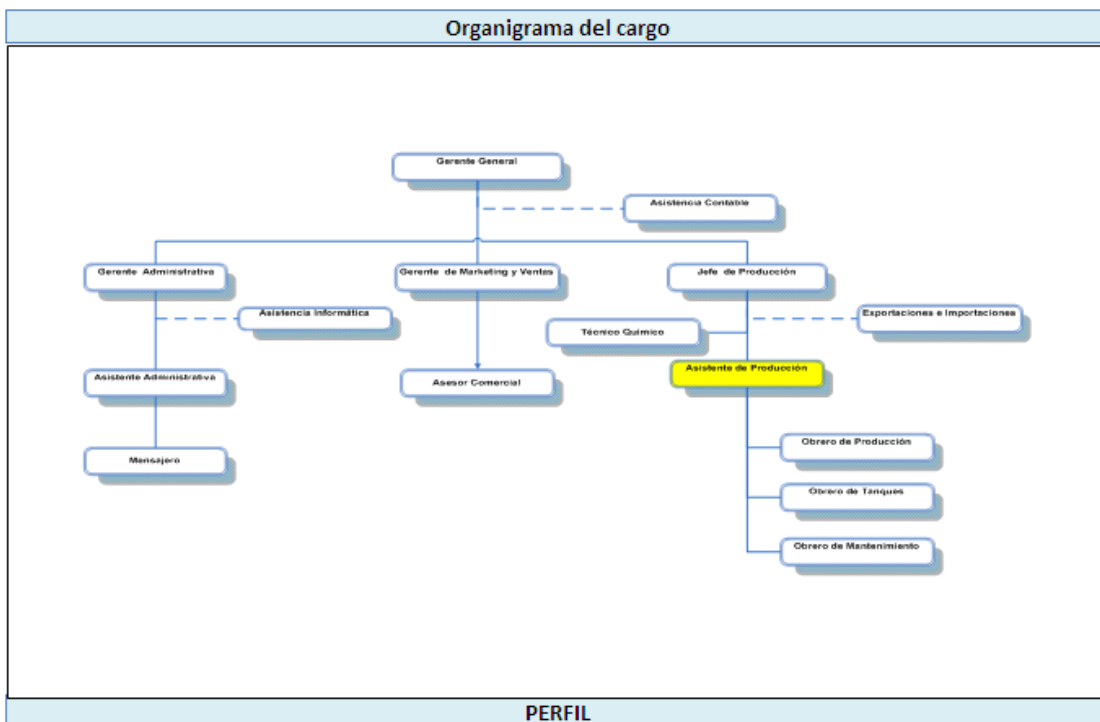 Organigrama del cargo
Gerente General
Asistencia Contable
Gerente Administrativa
Gerente de Marketing y Ventas
Jefe de Producción
Asistencia Informática
Exportaciones e Importaciones
Técnico Químico
Asistente de Producción
Asistente Administrativa
Asesor Comercial
Obrero de Producción
Mensajero
Obrero de Tanques
Obrero de Mantenimiento
PERFIL